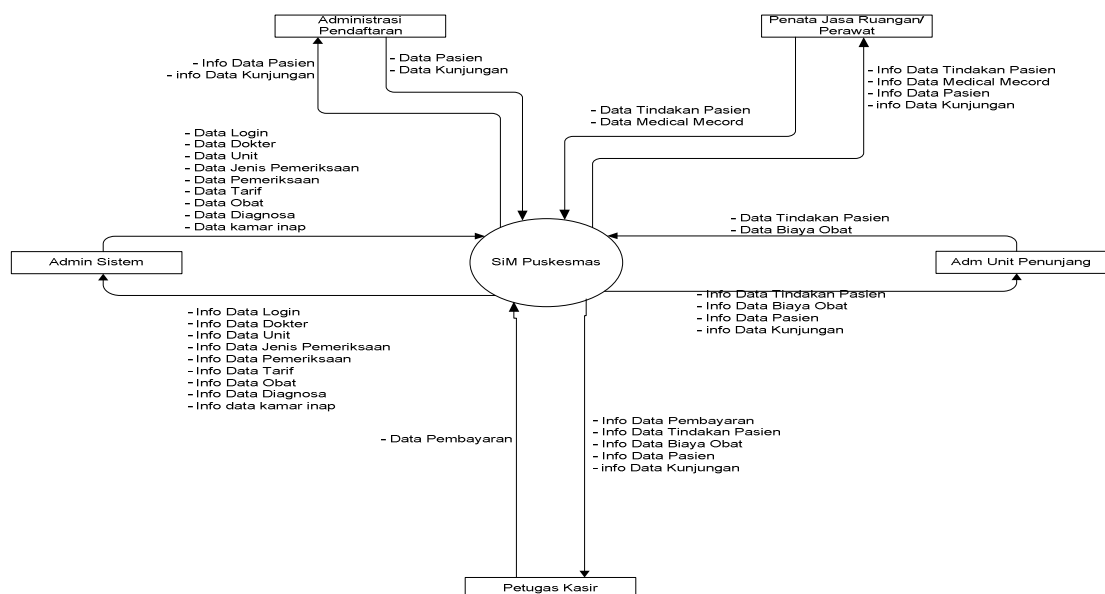 Administrasi
Pendaftaran
Penata Jasa Ruangan/
Perawat
- Info Data Pasien
- info Data Kunjungan
- Data Pasien
- Data Kunjungan
- Info Data Tindakan Pasien
- Info Data Medical Mecord
- Info Data Pasien
- info Data Kunjungan
- Data Tindakan Pasien
- Data Medical Mecord
- Data Login
- Data Dokter
- Data Unit
- Data Jenis Pemeriksaan
- Data Pemeriksaan
- Data Tarif
- Data Obat
- Data Diagnosa
- Data kamar inap
- Data Tindakan Pasien
- Data Biaya Obat
Admin Sistem
SiM Puskesmas
Adm Unit Penunjang
- Info Data Tindakan Pasien
- Info Data Biaya Obat
- Info Data Pasien
- info Data Kunjungan
- Info Data Login
- Info Data Dokter
- Info Data Unit
- Info Data Jenis Pemeriksaan
- Info Data Pemeriksaan
- Info Data Tarif
- Info Data Obat
- Info Data Diagnosa
- Info data kamar inap
- Data Pembayaran
- Info Data Pembayaran
- Info Data Tindakan Pasien
- Info Data Biaya Obat
- Info Data Pasien
- info Data Kunjungan
Petugas Kasir